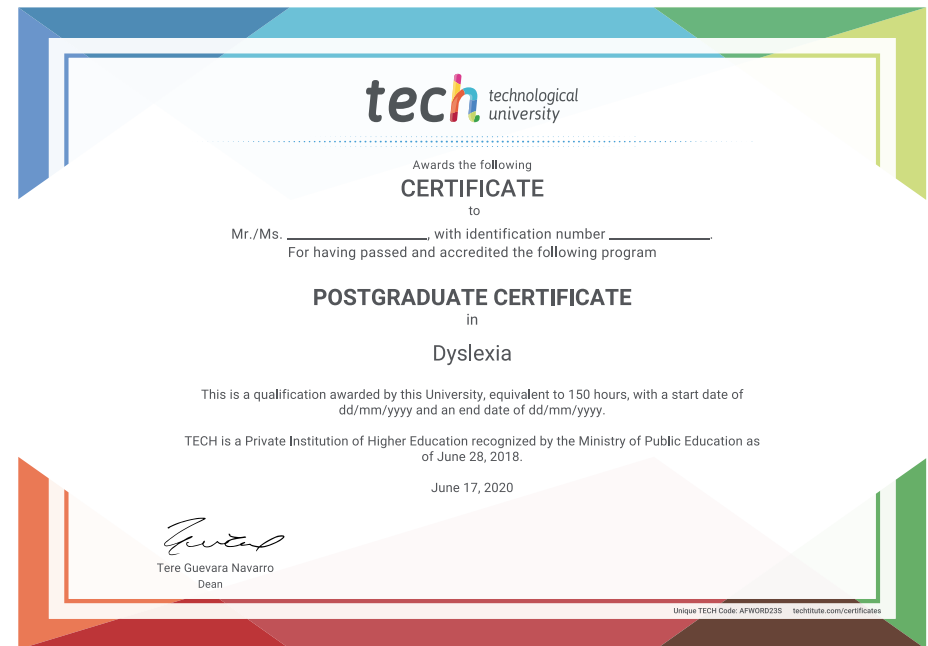 tech technological
university
Awards the following
CERTIFICATE
to
Mr./Ms. ____________________, with identification number ______________.
For having passed and accredited the following program
POSTGRADUATE CERTIFICATE
in
Dyslexia
This is a qualification awarded by this University, equivalent to 150 hours, with a start date of
dd/mm/yyyy and an end date of dd/mm/yyyy.
TECH is a Private Institution of Higher Education recognized by the Ministry of Public Education as
of June 28, 2018.
June 17, 2020
Tere Guevara Navarro
Dean
Unique TECH Code: AFWORD23S techtitute.com/certificates